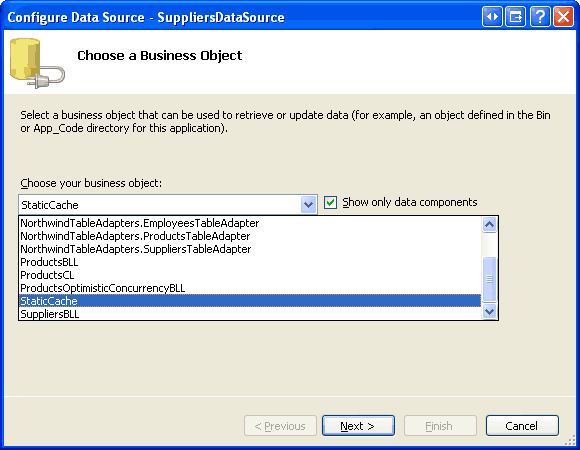 Configure Data Source - SuppliersDataSource
Choose a Business Object
Select a business object that can be used to retrieve or update data (for example, an object defined in the Bin
or App_Code directory for this application).
Choose your business object:
StaticCache
Show only data components
NorthwindTableAdapters.EmployeesTableAdapter
NorthwindTableAdapters.ProductsTableAdapter
NorthwindTableAdapters.SuppliersTableAdapter
ProductsBLL
ProductsCL
ProductsOptimisticConcurrencyBLL
StaticCache
SuppliersBLL
< Previous
Next >
Finish
Cancel